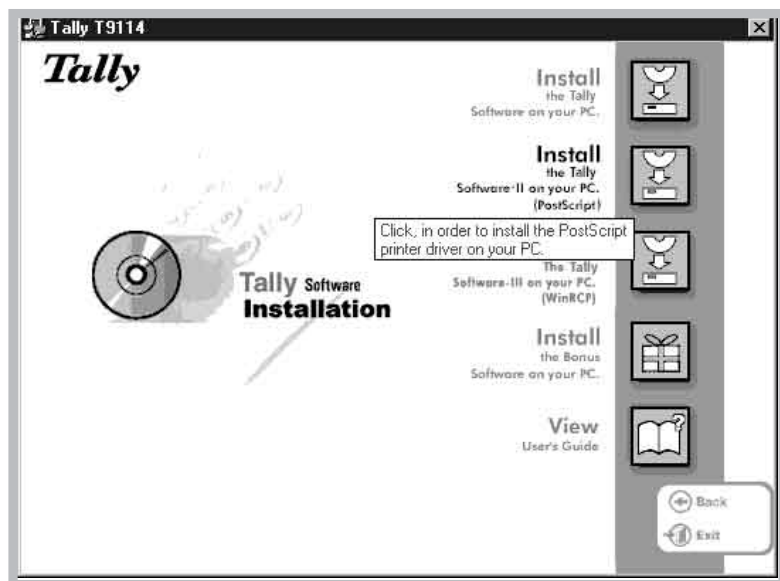 Tally T9114
Tally
Install
the Tally
Software on your PC.
Install
the Tally
Software-II on your PC.
(PostScript)
Click, in order to install the PostScript
printer driver on your PC.
The Tally
Software-III on your PC.
(WinRCP)
Tally Software
Installation
Install
the Bonus
Software on your PC.
View
User's Guide
Back
Exit